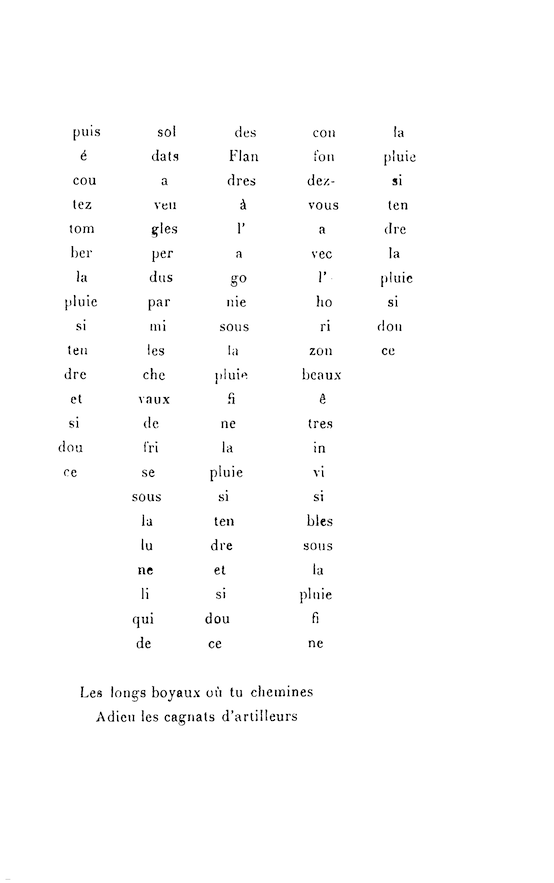 puis
é
cou
tez
tom
ber
la
pluie
si
ten
dre
et
si
dou
ce
sol
dats
a
veu
gles
per
dus
par
mi
les
che
vaux
de
fri
se
sous
la
lu
ne
li
qui
de
des
Flan
dres
à
l'
a
go
nie
sous
la
pluie
fi
ne
la
pluie
si
ten
dre
et
si
dou
ce
con
fon
dez-
vous
a
vec
l'
ho
ri
zon
beaux
ê
tres
in
vi
si
bles
sous
la
pluie
fi
ne
la
pluie
si
ten
dre
la
pluie
si
dou
ce
Les longs boyaux où tu chemines
Adieu les cagnats d'artilleurs